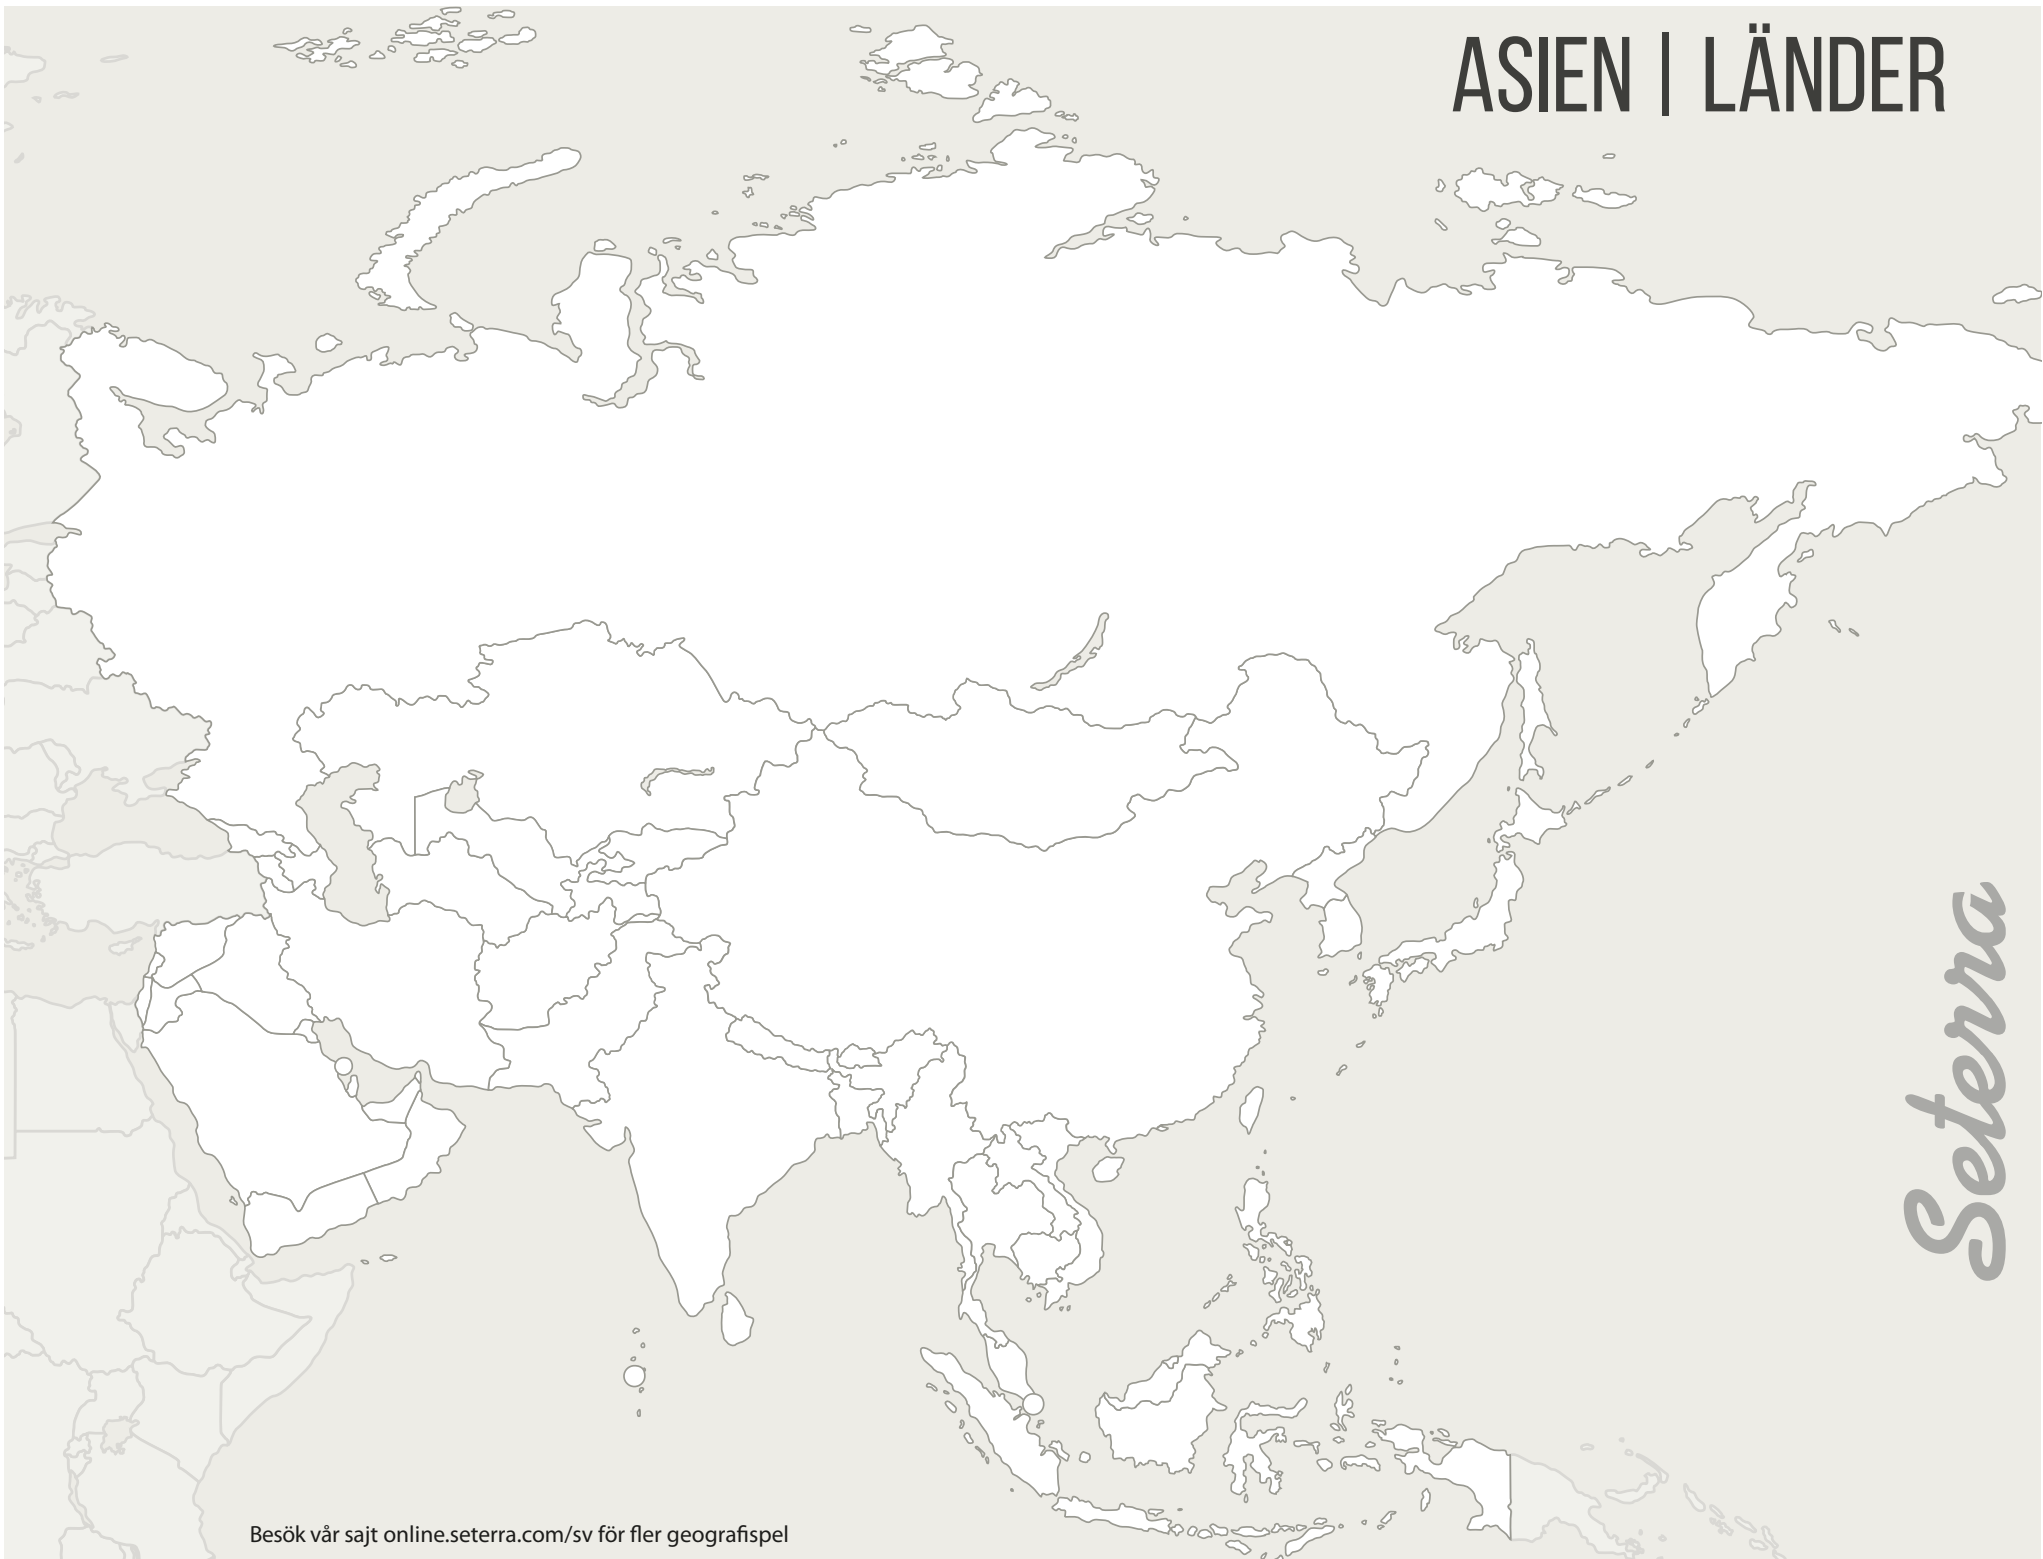 ASIEN | LÄNDER
Seterra
Besök vår sajt online.seterra.com/sv för fler geografispel